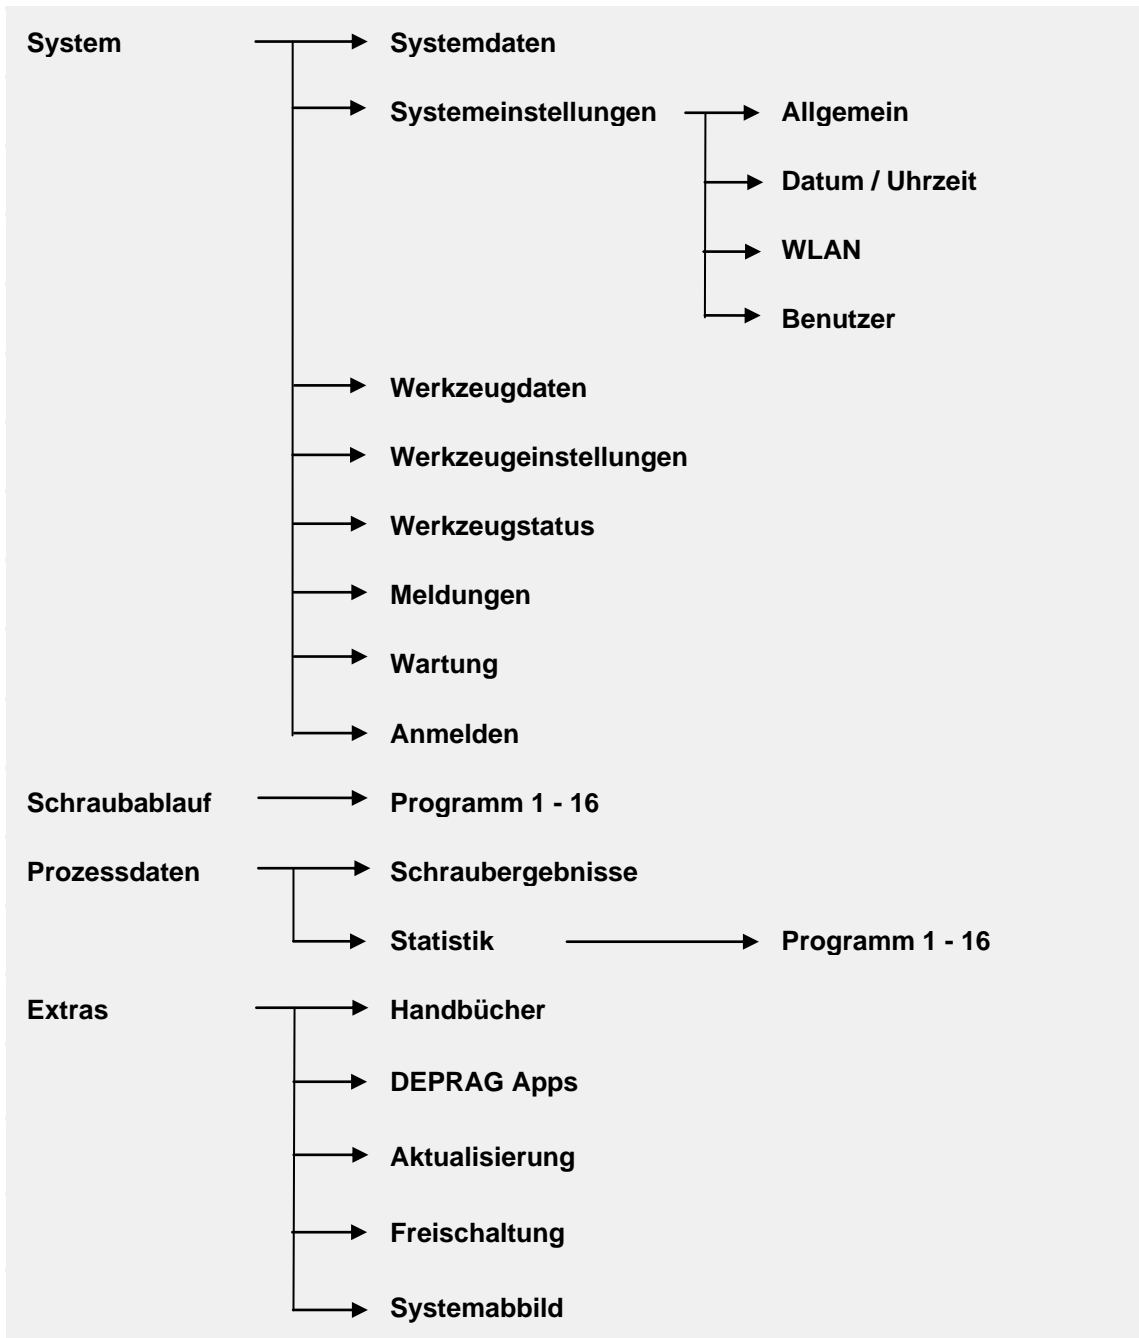 System Systemdaten
Systemeinstellungen Allgemein
Datum / Uhrzeit
WLAN
Benutzer
Werkzeugdaten
Werkzeugeinstellungen
Werkzeugstatus
Meldungen
Wartung
Anmelden
Schraubablauf Programm 1 - 16
Prozessdaten Schraubergebnisse
Statistik Programm 1 - 16
Extras Handbücher
DEPRAG Apps
Aktualisierung
Freischaltung
Systemabbild